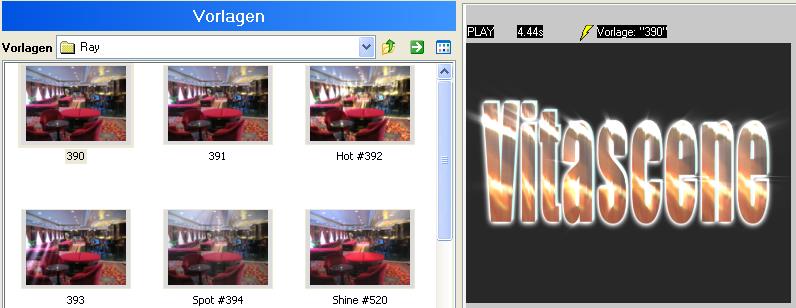 Vorlagen
Vorlagen Ray
390 391 Hot #392
393 Spot #394 Shine #520
PLAY 4.44s Vorlage: "390"
Vitascene